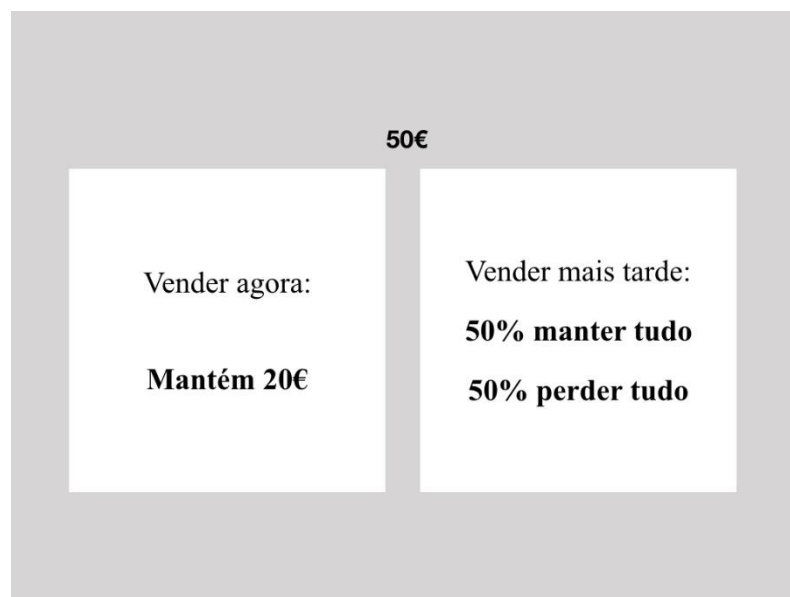 50€
Vender agora:
Mantém 20€
Vender mais tarde:
50% manter tudo
50% perder tudo